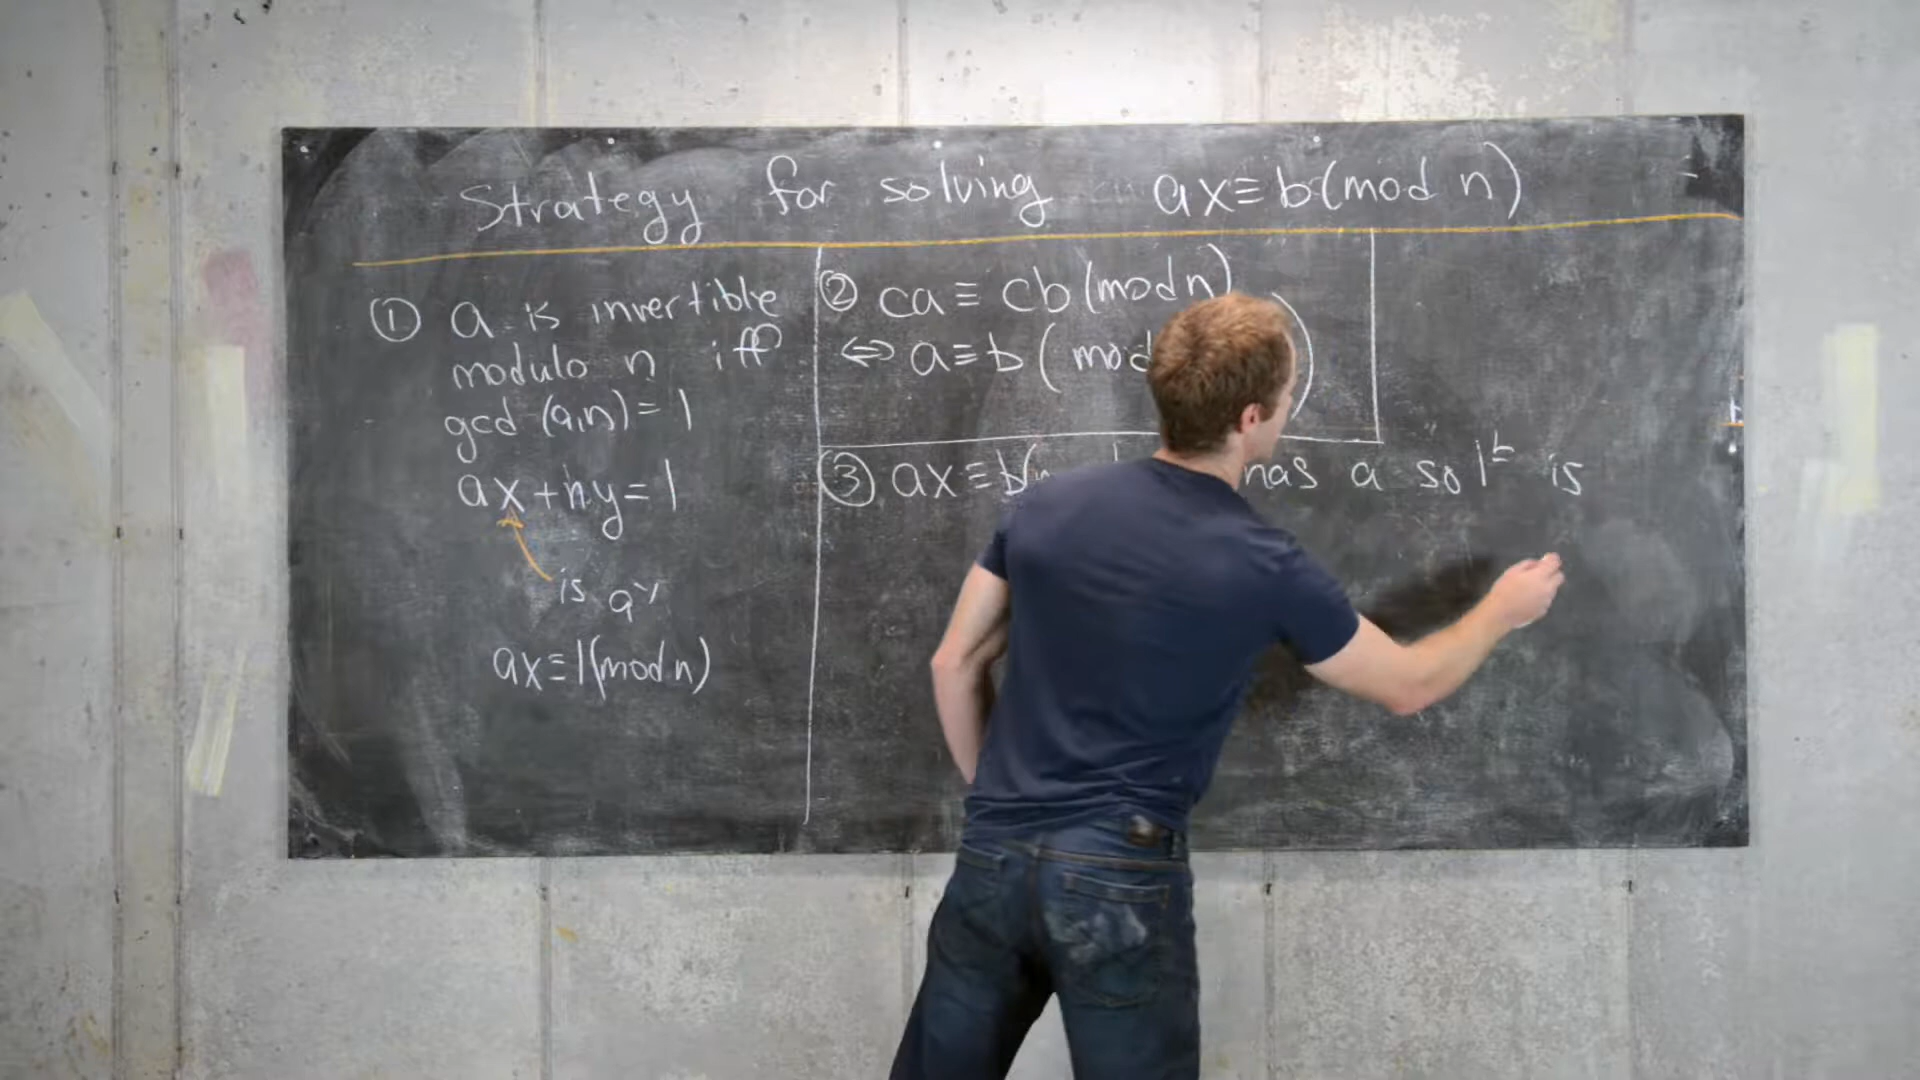 Strategy for solving ax≡b(mod n)
① a is invertible
modulo n iff
gcd (a,n) = 1
ax+ny=1
is a⁻¹
ax≡1(mod n)
② ca ≡ cb (mod n)
⇔ a≡b ( mod )
③ ax≡b( has a sol is